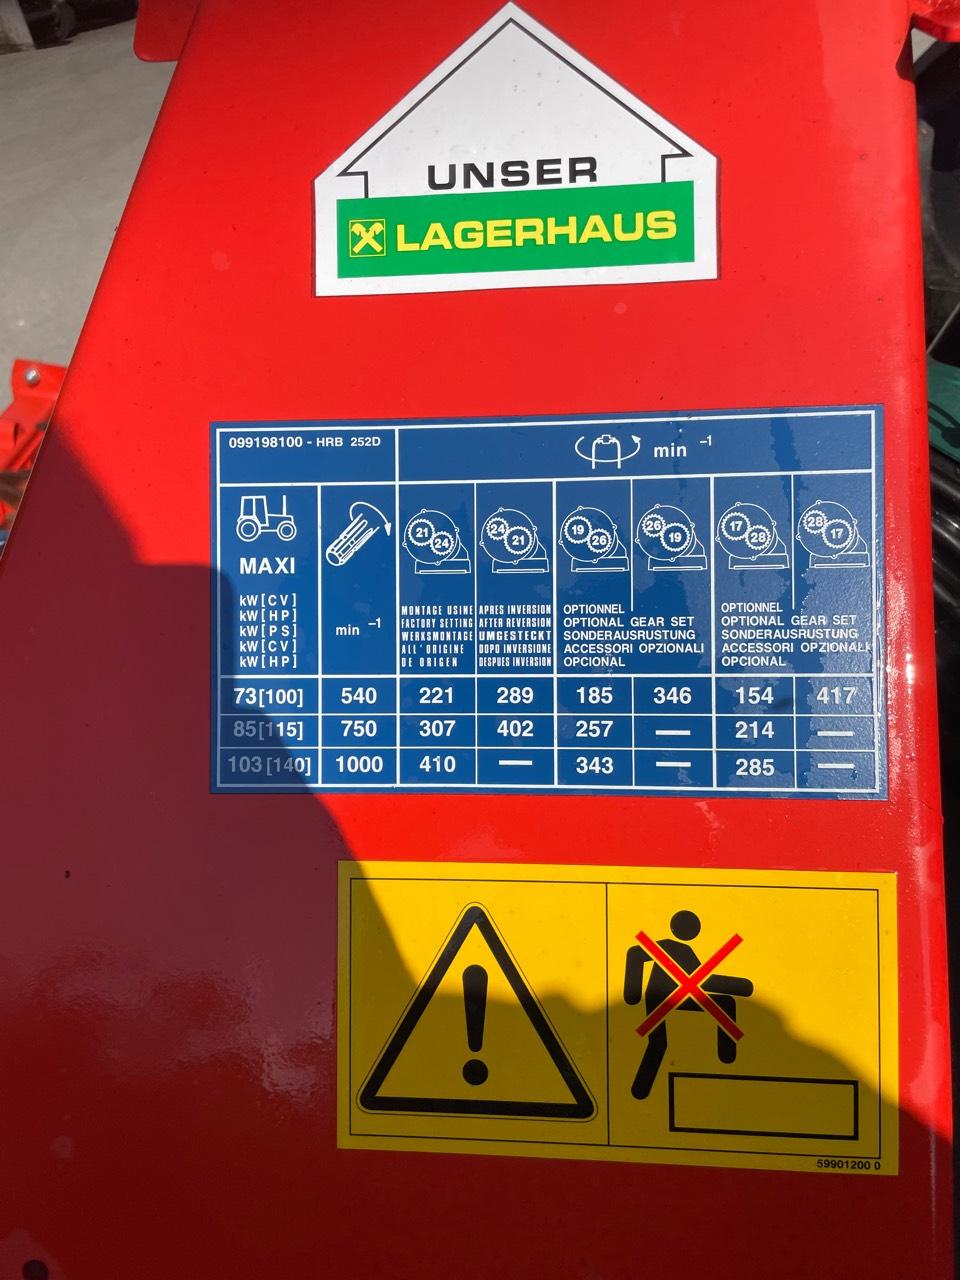 UNSER
LAGERHAUS
099198100 - HRB 252D
min -1
21 24
24 21
19 26
26 19
17 28
28 17
MAXI
kW [CV]
kW [HP]
kW [PS]
kW [CV]
kW [HP]
min -1
MONTAGE USINE
FACTORY SETTING
WERKSMONTAGE
ALL'ORIGINE
DE ORIGEN
APRES INVERSION
AFTER REVERSION
UMGESTECKT
DOPO INVERSIONE
DESPUES INVERSION
OPTIONNEL
OPTIONAL GEAR SET
SONDERAUSRUSTUNG
ACCESSORI OPZIONALI
OPCIONAL
OPTIONNEL
OPTIONAL GEAR SET
SONDERAUSRUSTUNG
ACCESSORI OPZIONALI
OPCIONAL
73 [100] 540 221 289 185 346 154 417
85 [115] 750 307 402 257 — 214 —
103 [140] 1000 410 — 343 — 285 —
59901200 0